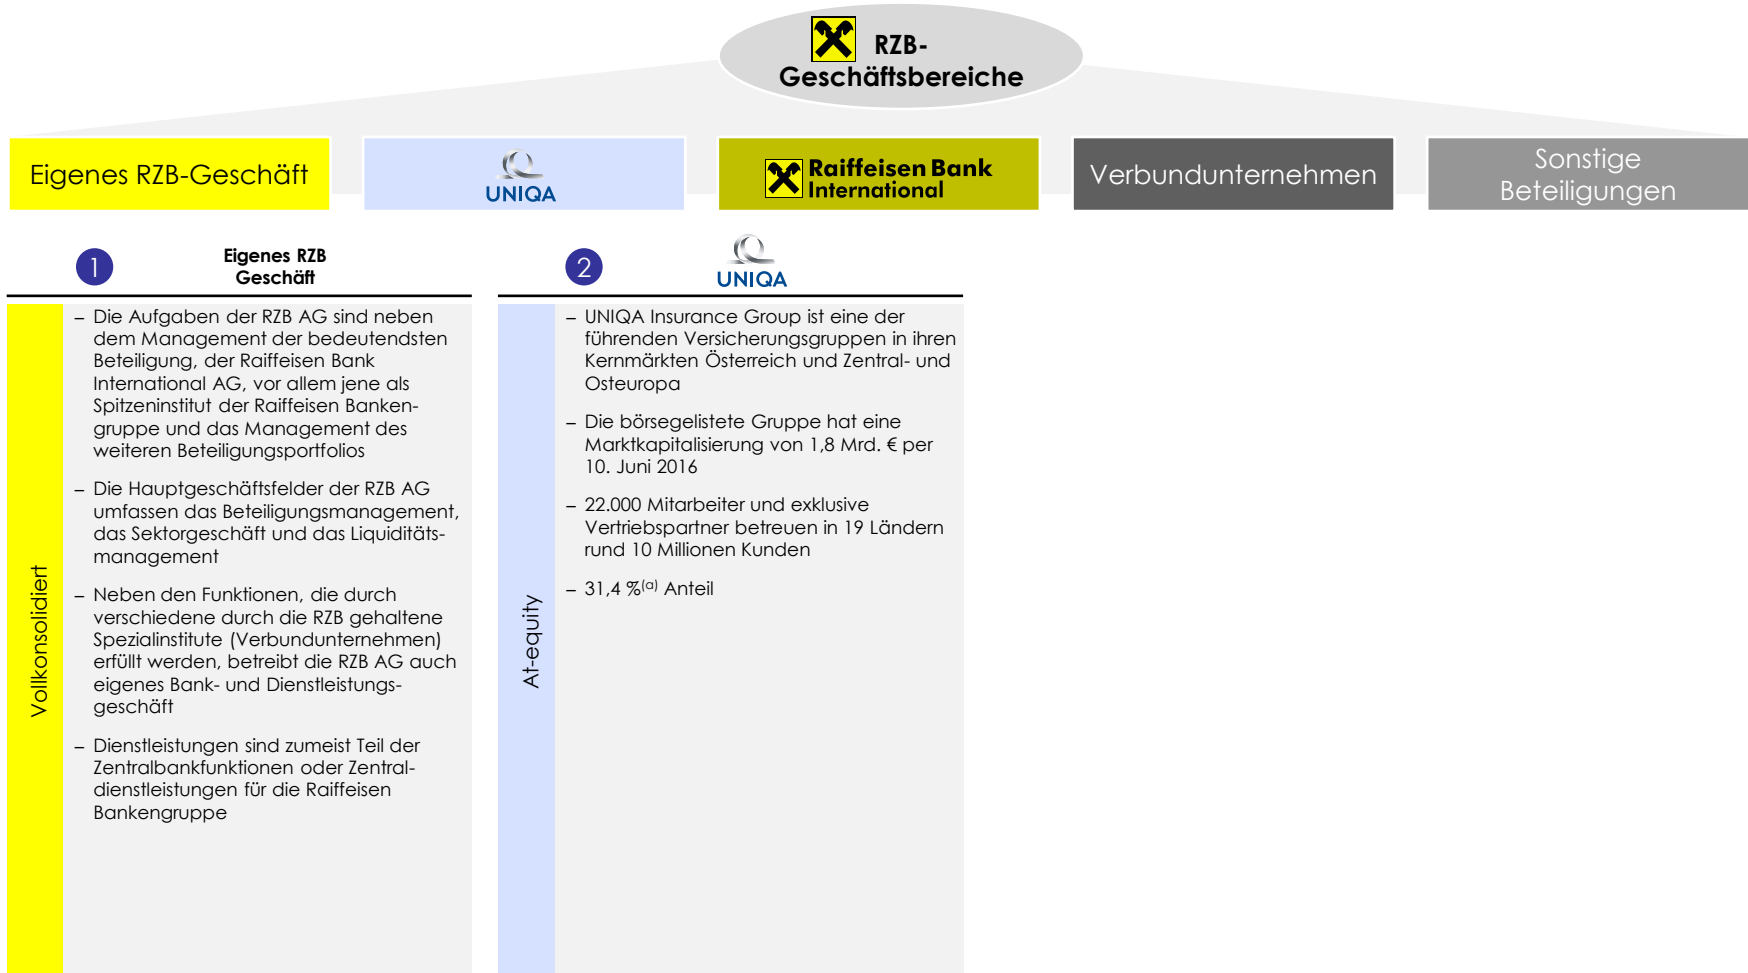 RZB-
Geschäftsbereiche
Eigenes RZB-Geschäft
UNIQA
Raiffeisen Bank
International
Verbundunternehmen
Sonstige
Beteiligungen
1
Eigenes RZB
Geschäft
Vollkonsolidiert
– Die Aufgaben der RZB AG sind neben
dem Management der bedeutendsten
Beteiligung, der Raiffeisen Bank
International AG, vor allem jene als
Spitzeninstitut der Raiffeisen Banken-
gruppe und das Management des
weiteren Beteiligungsportfolios
– Die Hauptgeschäftsfelder der RZB AG
umfassen das Beteiligungsmanagement,
das Sektorgeschäft und das Liquiditäts-
management
– Neben den Funktionen, die durch
verschiedene durch die RZB gehaltene
Spezialinstitute (Verbundunternehmen)
erfüllt werden, betreibt die RZB AG auch
eigenes Bank- und Dienstleistungs-
geschäft
– Dienstleistungen sind zumeist Teil der
Zentralbankfunktionen oder Zentral-
dienstleistungen für die Raiffeisen
Bankengruppe
2
UNIQA
At-equity
– UNIQA Insurance Group ist eine der
führenden Versicherungsgruppen in ihren
Kernmärkten Österreich und Zentral- und
Osteuropa
– Die börsegelistete Gruppe hat eine
Marktkapitalisierung von 1,8 Mrd. € per
10. Juni 2016
– 22.000 Mitarbeiter und exklusive
Vertriebspartner betreuen in 19 Ländern
rund 10 Millionen Kunden
– 31,4 %(a) Anteil